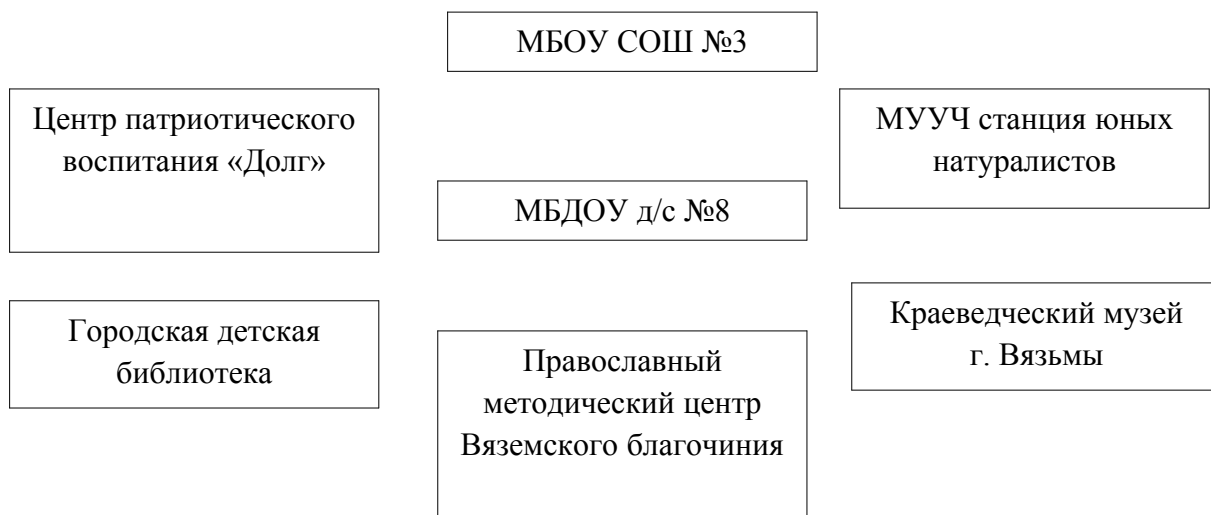 МБОУ СОШ №3
Центр патриотического
воспитания «Долг»
МУУЧ станция юных
натуралистов
МБДОУ д/с №8
Городская детская
библиотека
Православный
методический центр
Вяземского благочиния
Краеведческий музей
г. Вязьмы